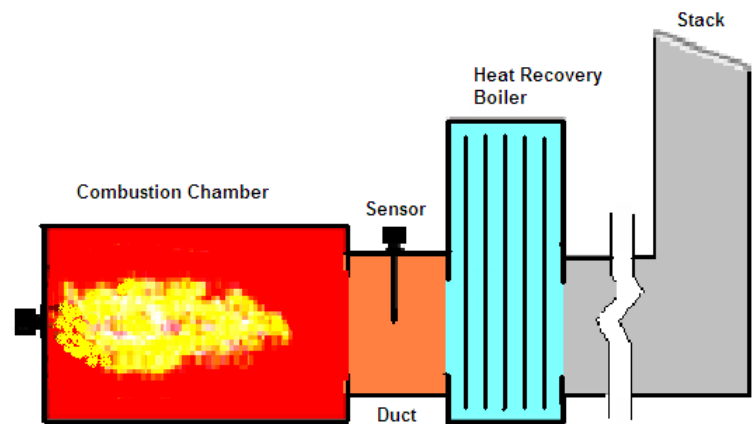 Stack
Heat Recovery
Boiler
Combustion Chamber
Sensor
Duct